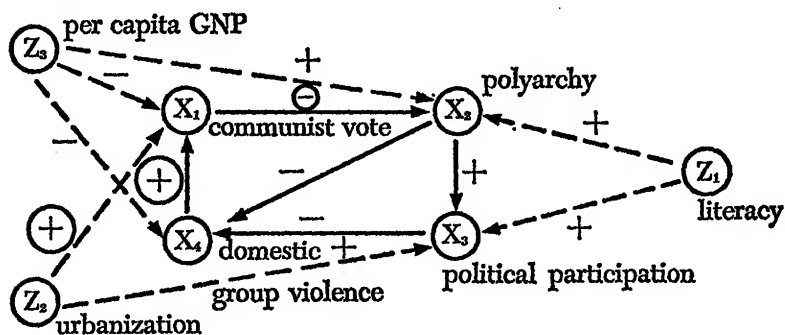 per capita GNP
Z₃
+
polyarchy
−
−
X₁
X₂
communist vote
+
−
+
−
+
Z₁
literacy
+
−
+
X₄
domestic
+
X₃
political participation
group violence
Z₂
urbanization